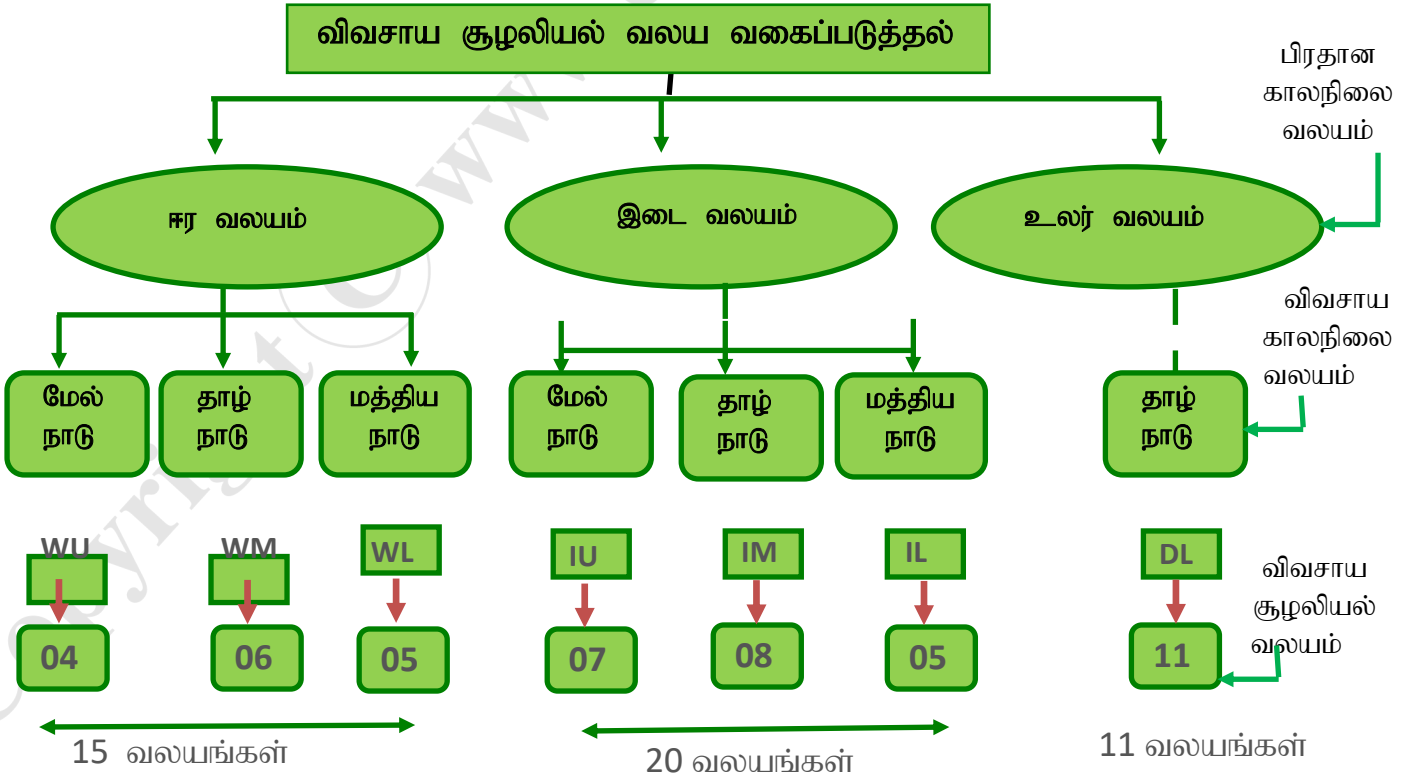 விவசாய சூழலியல் வலய வகைப்படுத்தல்
பிரதான
காலநிலை
வலயம்
ஈர வலயம்
இடை வலயம்
உலர் வலயம்
விவசாய
காலநிலை
வலயம்
மேல்
நாடு
தாழ்
நாடு
மத்திய
நாடு
மேல்
நாடு
தாழ்
நாடு
மத்திய
நாடு
தாழ்
நாடு
WU
WM
WL
IU
IM
IL
DL
விவசாய
சூழலியல்
வலயம்
04
06
05
07
08
05
11
15 வலயங்கள்
20 வலயங்கள்
11 வலயங்கள்
Copyright © www